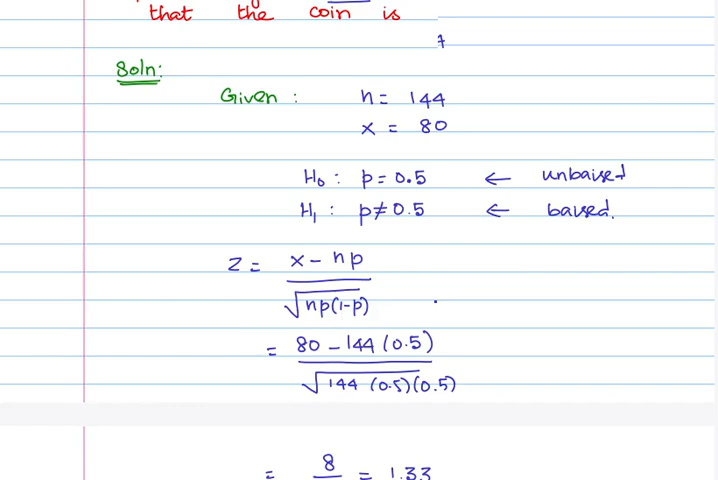 that the coin is
Soln:
Given : n = 144
x = 80
H₀ : p = 0.5 ← unbaised
H₁ : p ≠ 0.5 ← baised.
Z = x - np / √np(1-p)
= 80 - 144 (0.5) / √144 (0.5)(0.5)
= 8 = 1.33